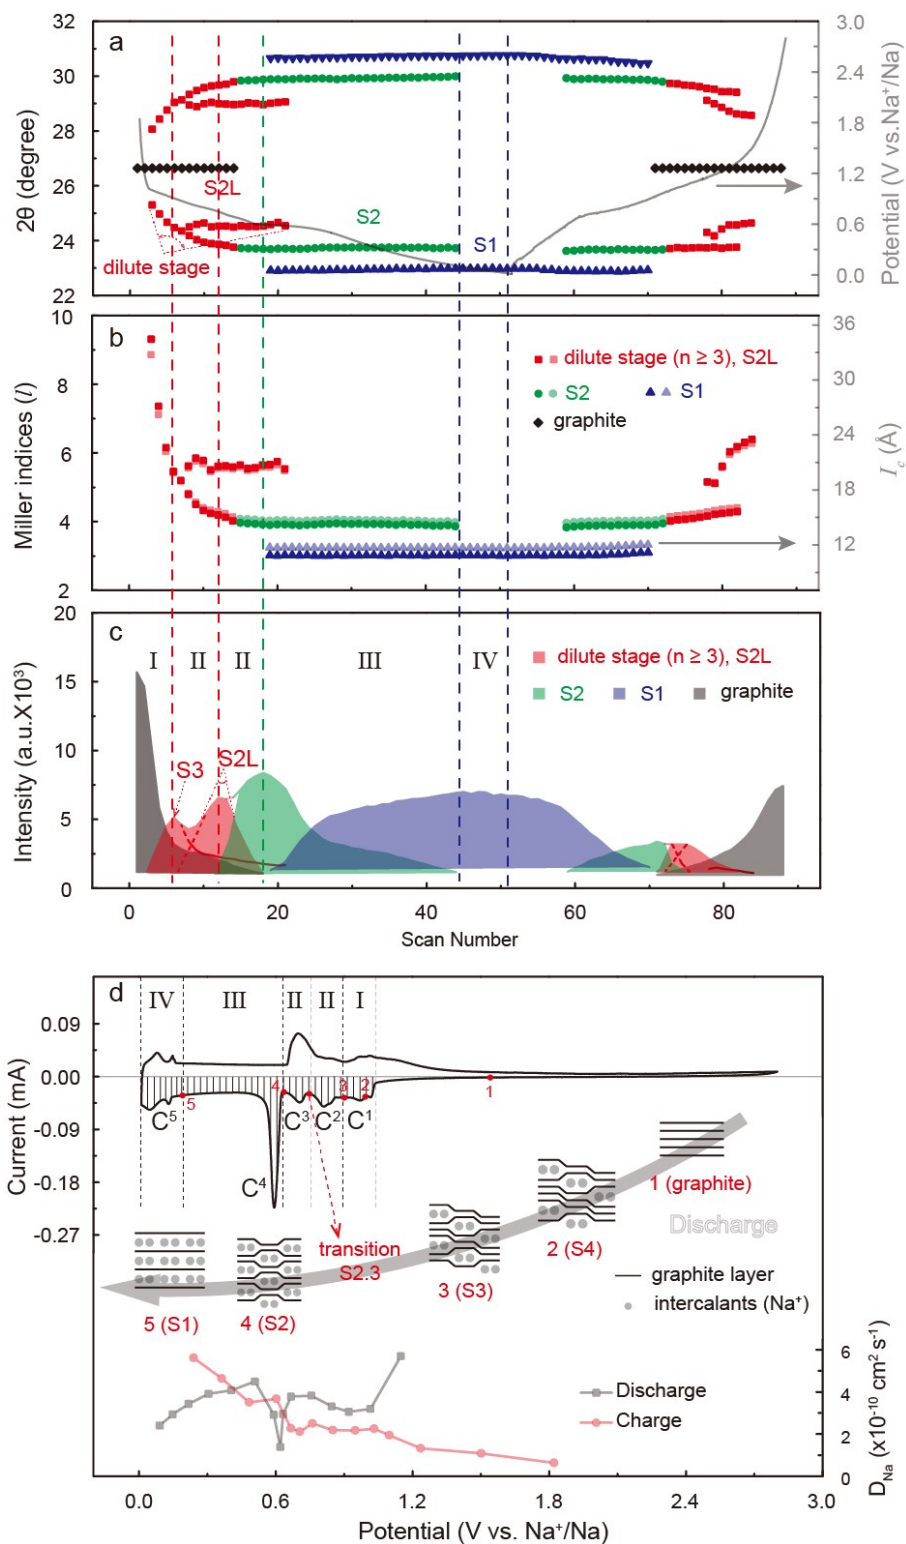 a
32
30
28
26
24
22
2θ (degree)
3.0
2.4
1.8
1.2
0.6
0.0
Potential (V vs.Na⁺/Na)
S2L
S2
S1
dilute stage
b
10
8
6
4
2
Miller indices (l)
36
30
24
18
12
I_c (Å)
dilute stage (n ≥ 3), S2L
S2
S1
graphite
c
20
15
10
5
0
Intensity (a.u.X10³)
I
II
II
III
IV
dilute stage (n ≥ 3), S2L
S2
S1
graphite
S3
S2L
0
20
40
60
80
Scan Number
d
IV
III
II
II
I
0.09
0.00
-0.09
-0.18
-0.27
Current (mA)
5
4
3
2
1
C⁵
C³
C²
C¹
C⁴
1 (graphite)
Discharge
transition
S2.3
2 (S4)
3 (S3)
graphite layer
intercalants (Na⁺)
5 (S1)
4 (S2)
Discharge
Charge
6
4
2
0
D_Na (x10⁻¹⁰ cm² s⁻¹)
0.0
0.6
1.2
1.8
2.4
3.0
Potential (V vs. Na⁺/Na)